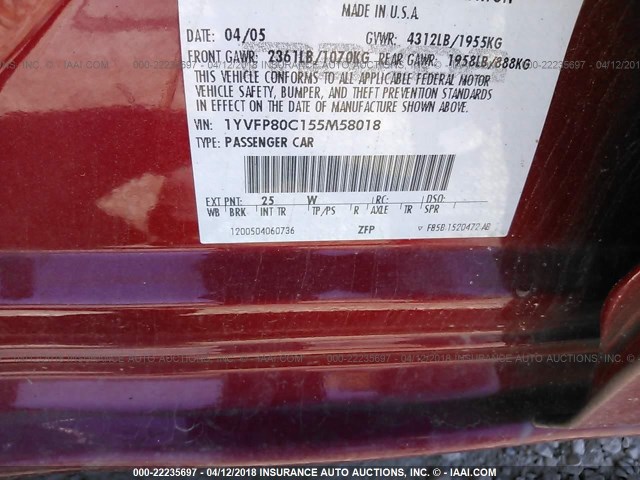 MADE IN U.S.A.
DATE: 04/05 GVWR: 4312LB/1955KG
FRONT GAWR: 2361LB/1070KG REAR GAWR: 1958LB/888KG
THIS VEHICLE CONFORMS TO ALL APPLICABLE FEDERAL MOTOR
VEHICLE SAFETY, BUMPER, AND THEFT PREVENTION STANDARDS
IN EFFECT ON THE DATE OF MANUFACTURE SHOWN ABOVE.
VIN: 1YVFP80C155M58018
TYPE: PASSENGER CAR
EXT PNT: 25 W RC: DSO:
WB BRK INT TR TP/PS R AXLE TR SPR
1200504060736 ZFP
000-22235697 - 04/12/2018 INSURANCE AUTO AUCTIONS, INC. - © - IAAI.COM